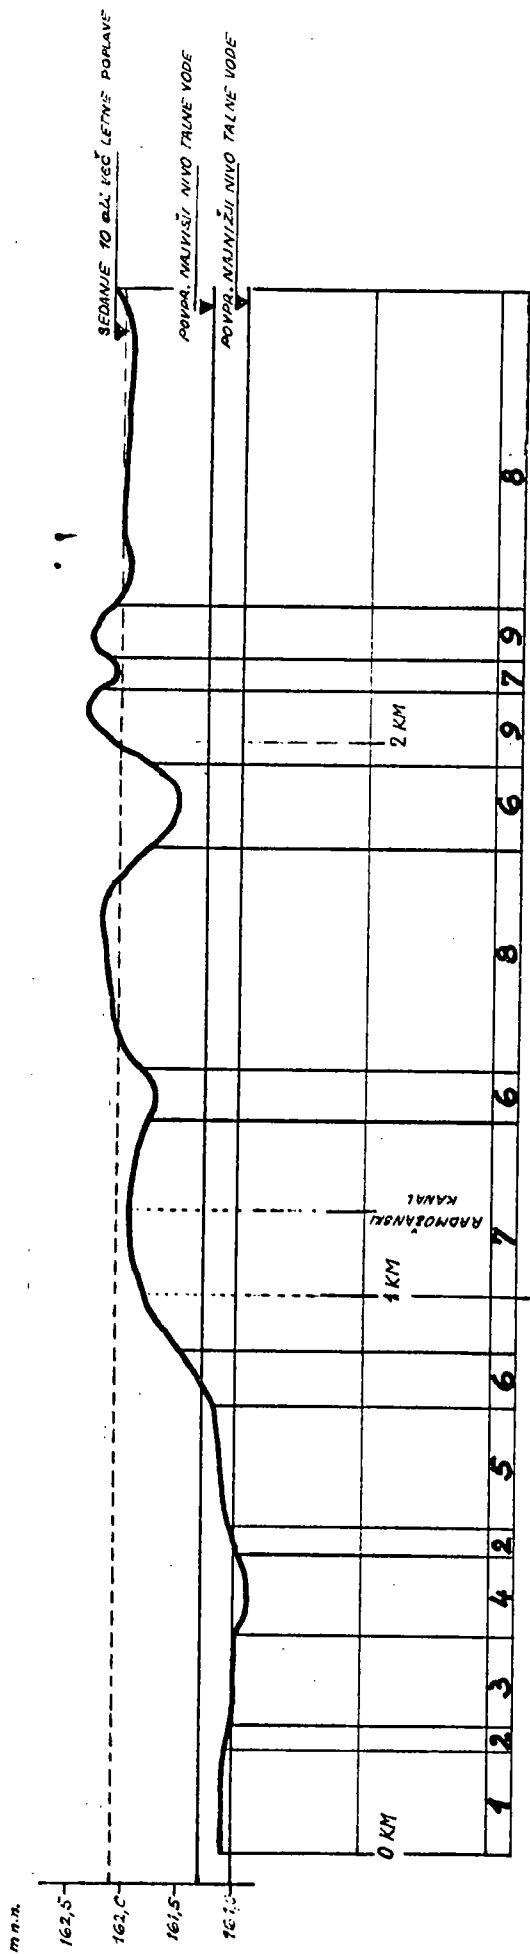 m n.m.
162,5
162,0
161,5
161,0
SEDANJE 10 ali VEČ LETNE POPLAVE
POVPR. NAJVIŠJI NIVO TALNE VODE
POVPR. NAJNIŽJI NIVO TALNE VODE
0 KM
1 KM
RADMOŽANSKI
KANAL
2 KM
1 2 3 4 2 5 6 7 6 8 6 9 7 9 8